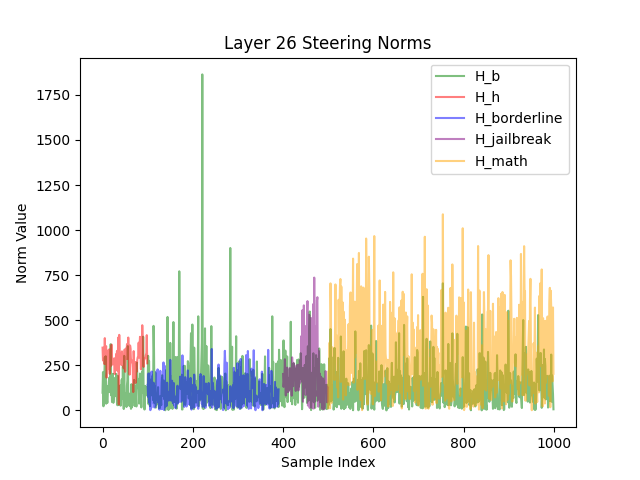 Layer 26 Steering Norms
H_b
H_h
H_borderline
H_jailbreak
H_math
Norm Value
1750
1500
1250
1000
750
500
250
0
0
200
400
600
800
1000
Sample Index